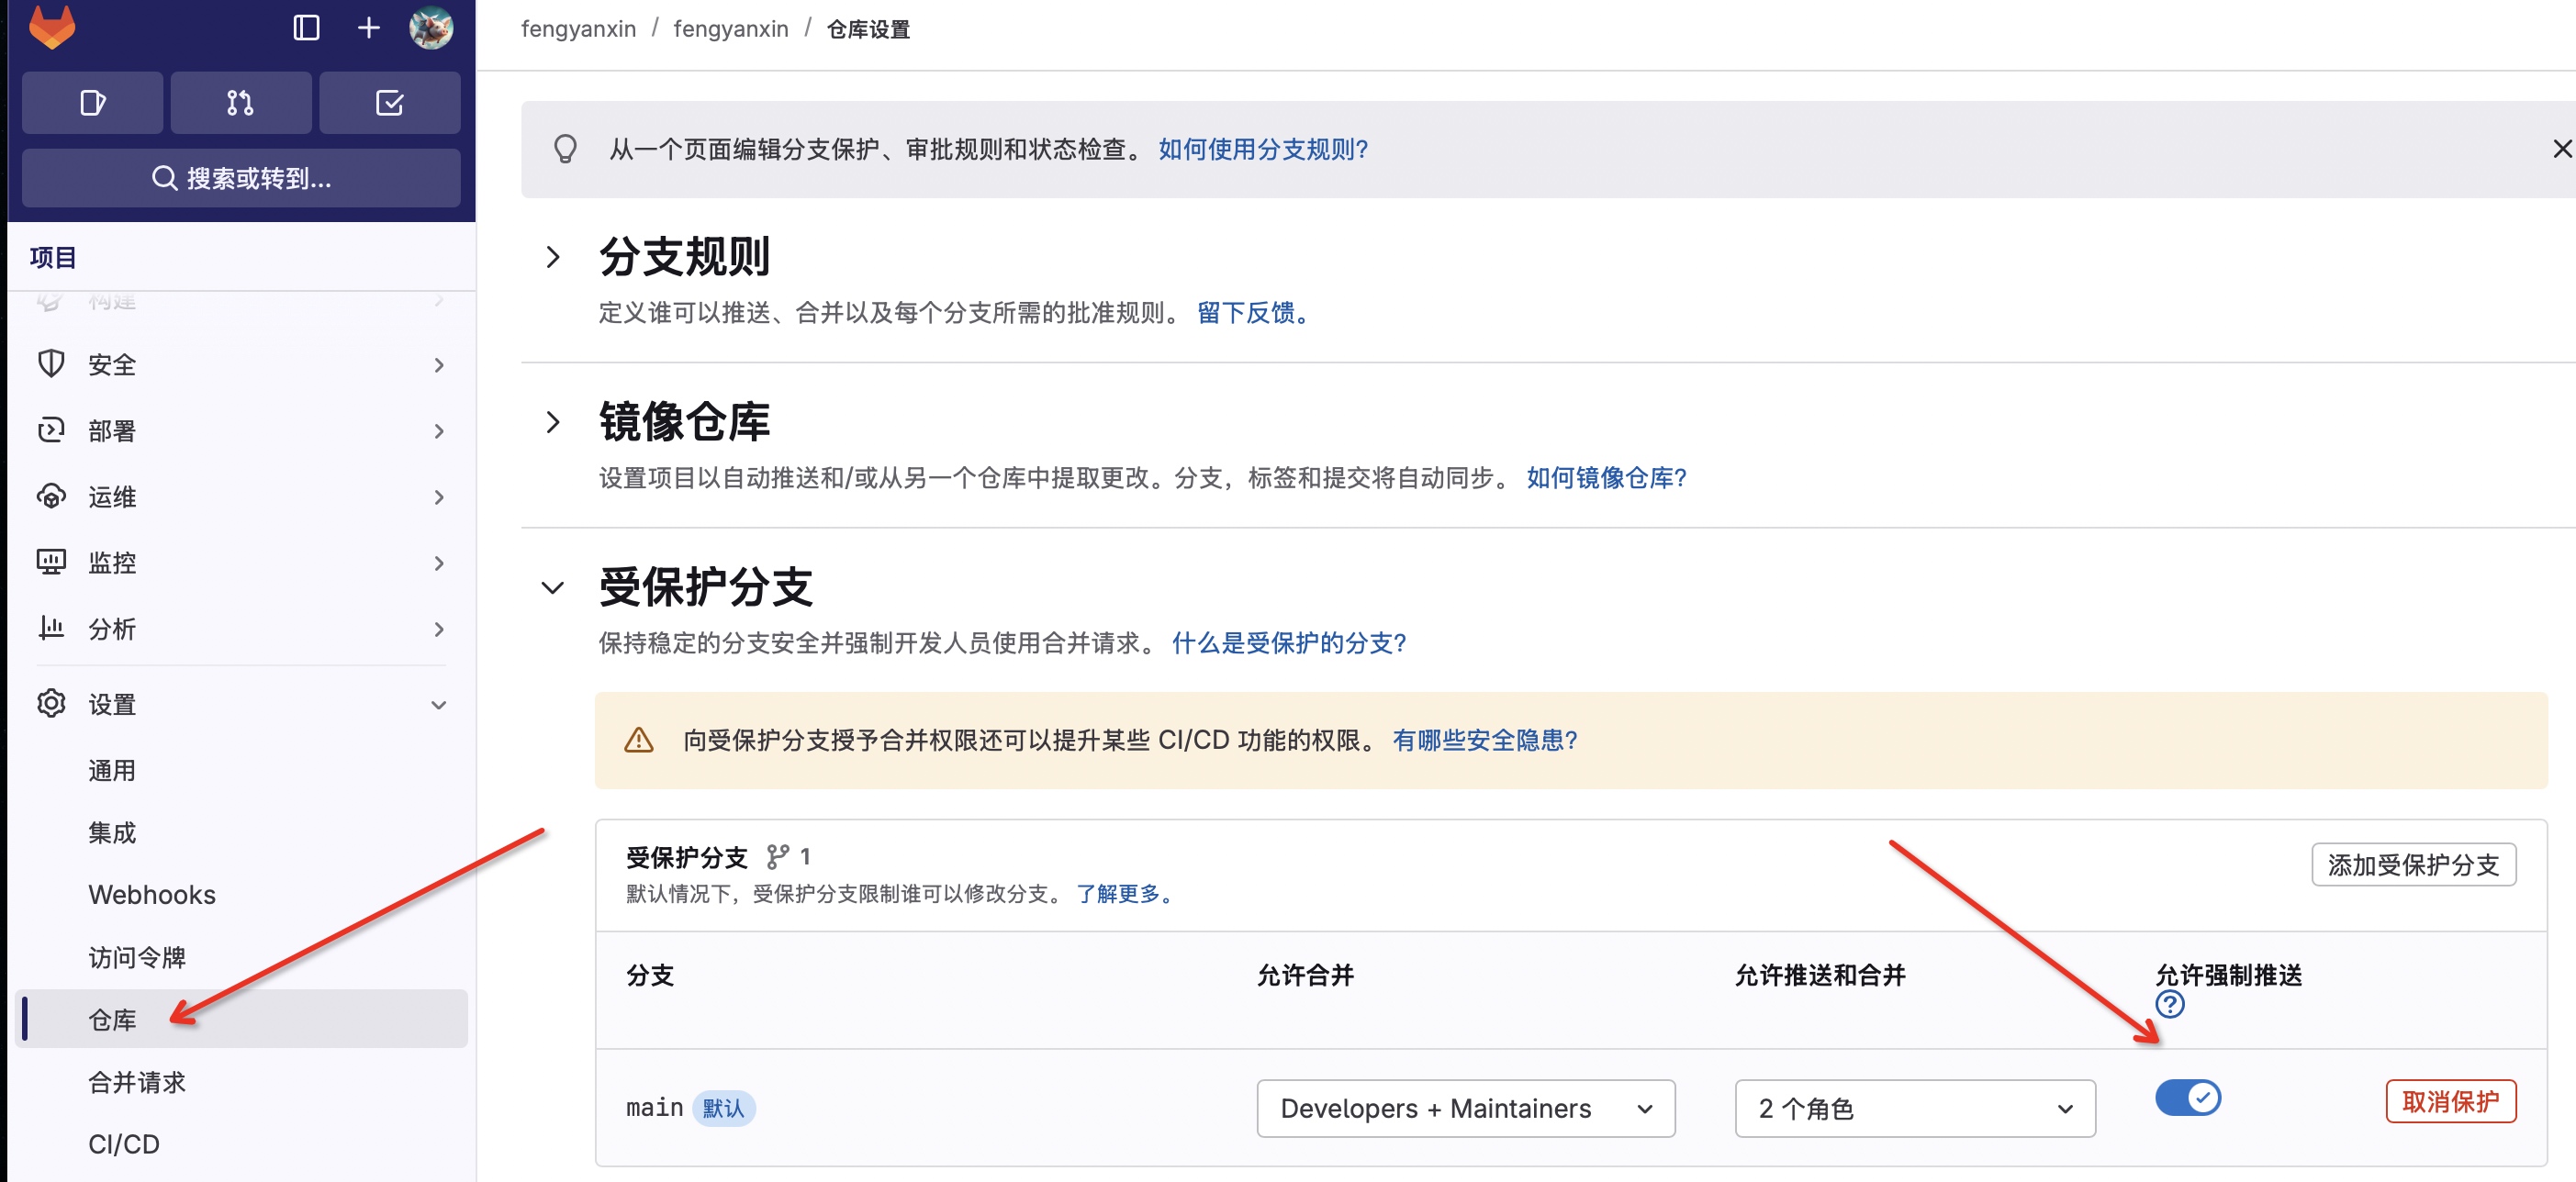 fengyanxin / fengyanxin / 仓库设置
搜索或转到...
项目
构建
安全
部署
运维
监控
分析
设置
通用
集成
Webhooks
访问令牌
仓库
合并请求
CI/CD
从一个页面编辑分支保护、审批规则和状态检查。 如何使用分支规则?
分支规则
定义谁可以推送、合并以及每个分支所需的批准规则。 留下反馈。
镜像仓库
设置项目以自动推送和/或从另一个仓库中提取更改。分支，标签和提交将自动同步。 如何镜像仓库?
受保护分支
保持稳定的分支安全并强制开发人员使用合并请求。 什么是受保护的分支?
向受保护分支授予合并权限还可以提升某些 CI/CD 功能的权限。 有哪些安全隐患?
受保护分支 1
添加受保护分支
默认情况下，受保护分支限制谁可以修改分支。 了解更多。
分支 允许合并 允许推送和合并 允许强制推送
main 默认 Developers + Maintainers 2 个角色 取消保护